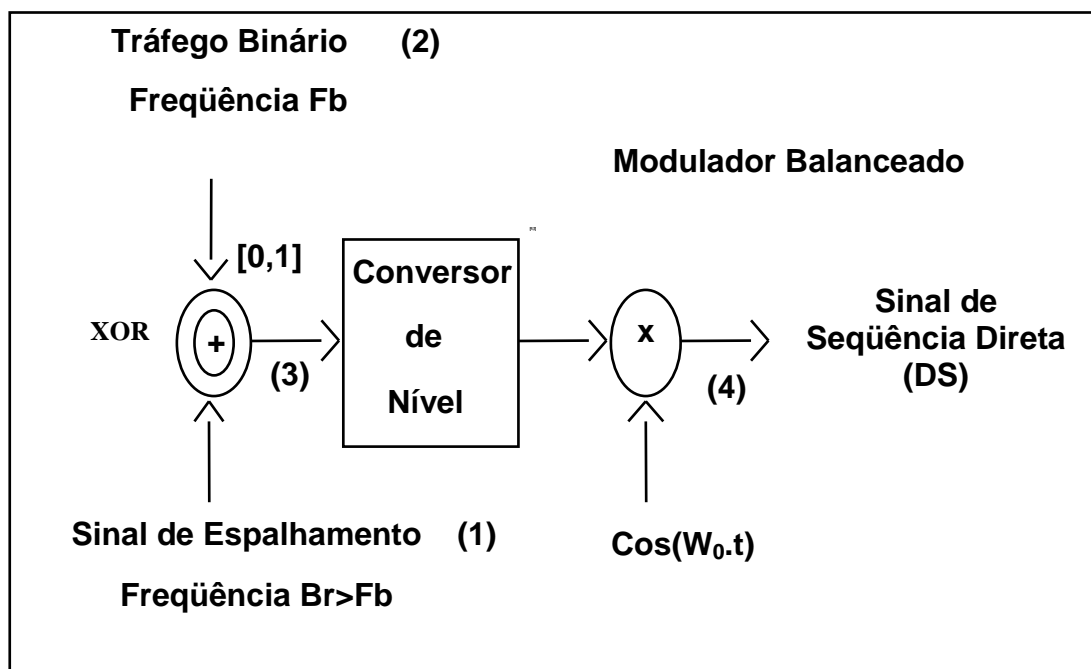 Tráfego Binário (2)
Freqüência Fb
Modulador Balanceado
[0,1]
XOR
+
(3)
Conversor
de
Nível
x
(4)
Sinal de
Seqüência Direta
(DS)
Sinal de Espalhamento (1)
Freqüência Br>Fb
Cos(W₀.t)